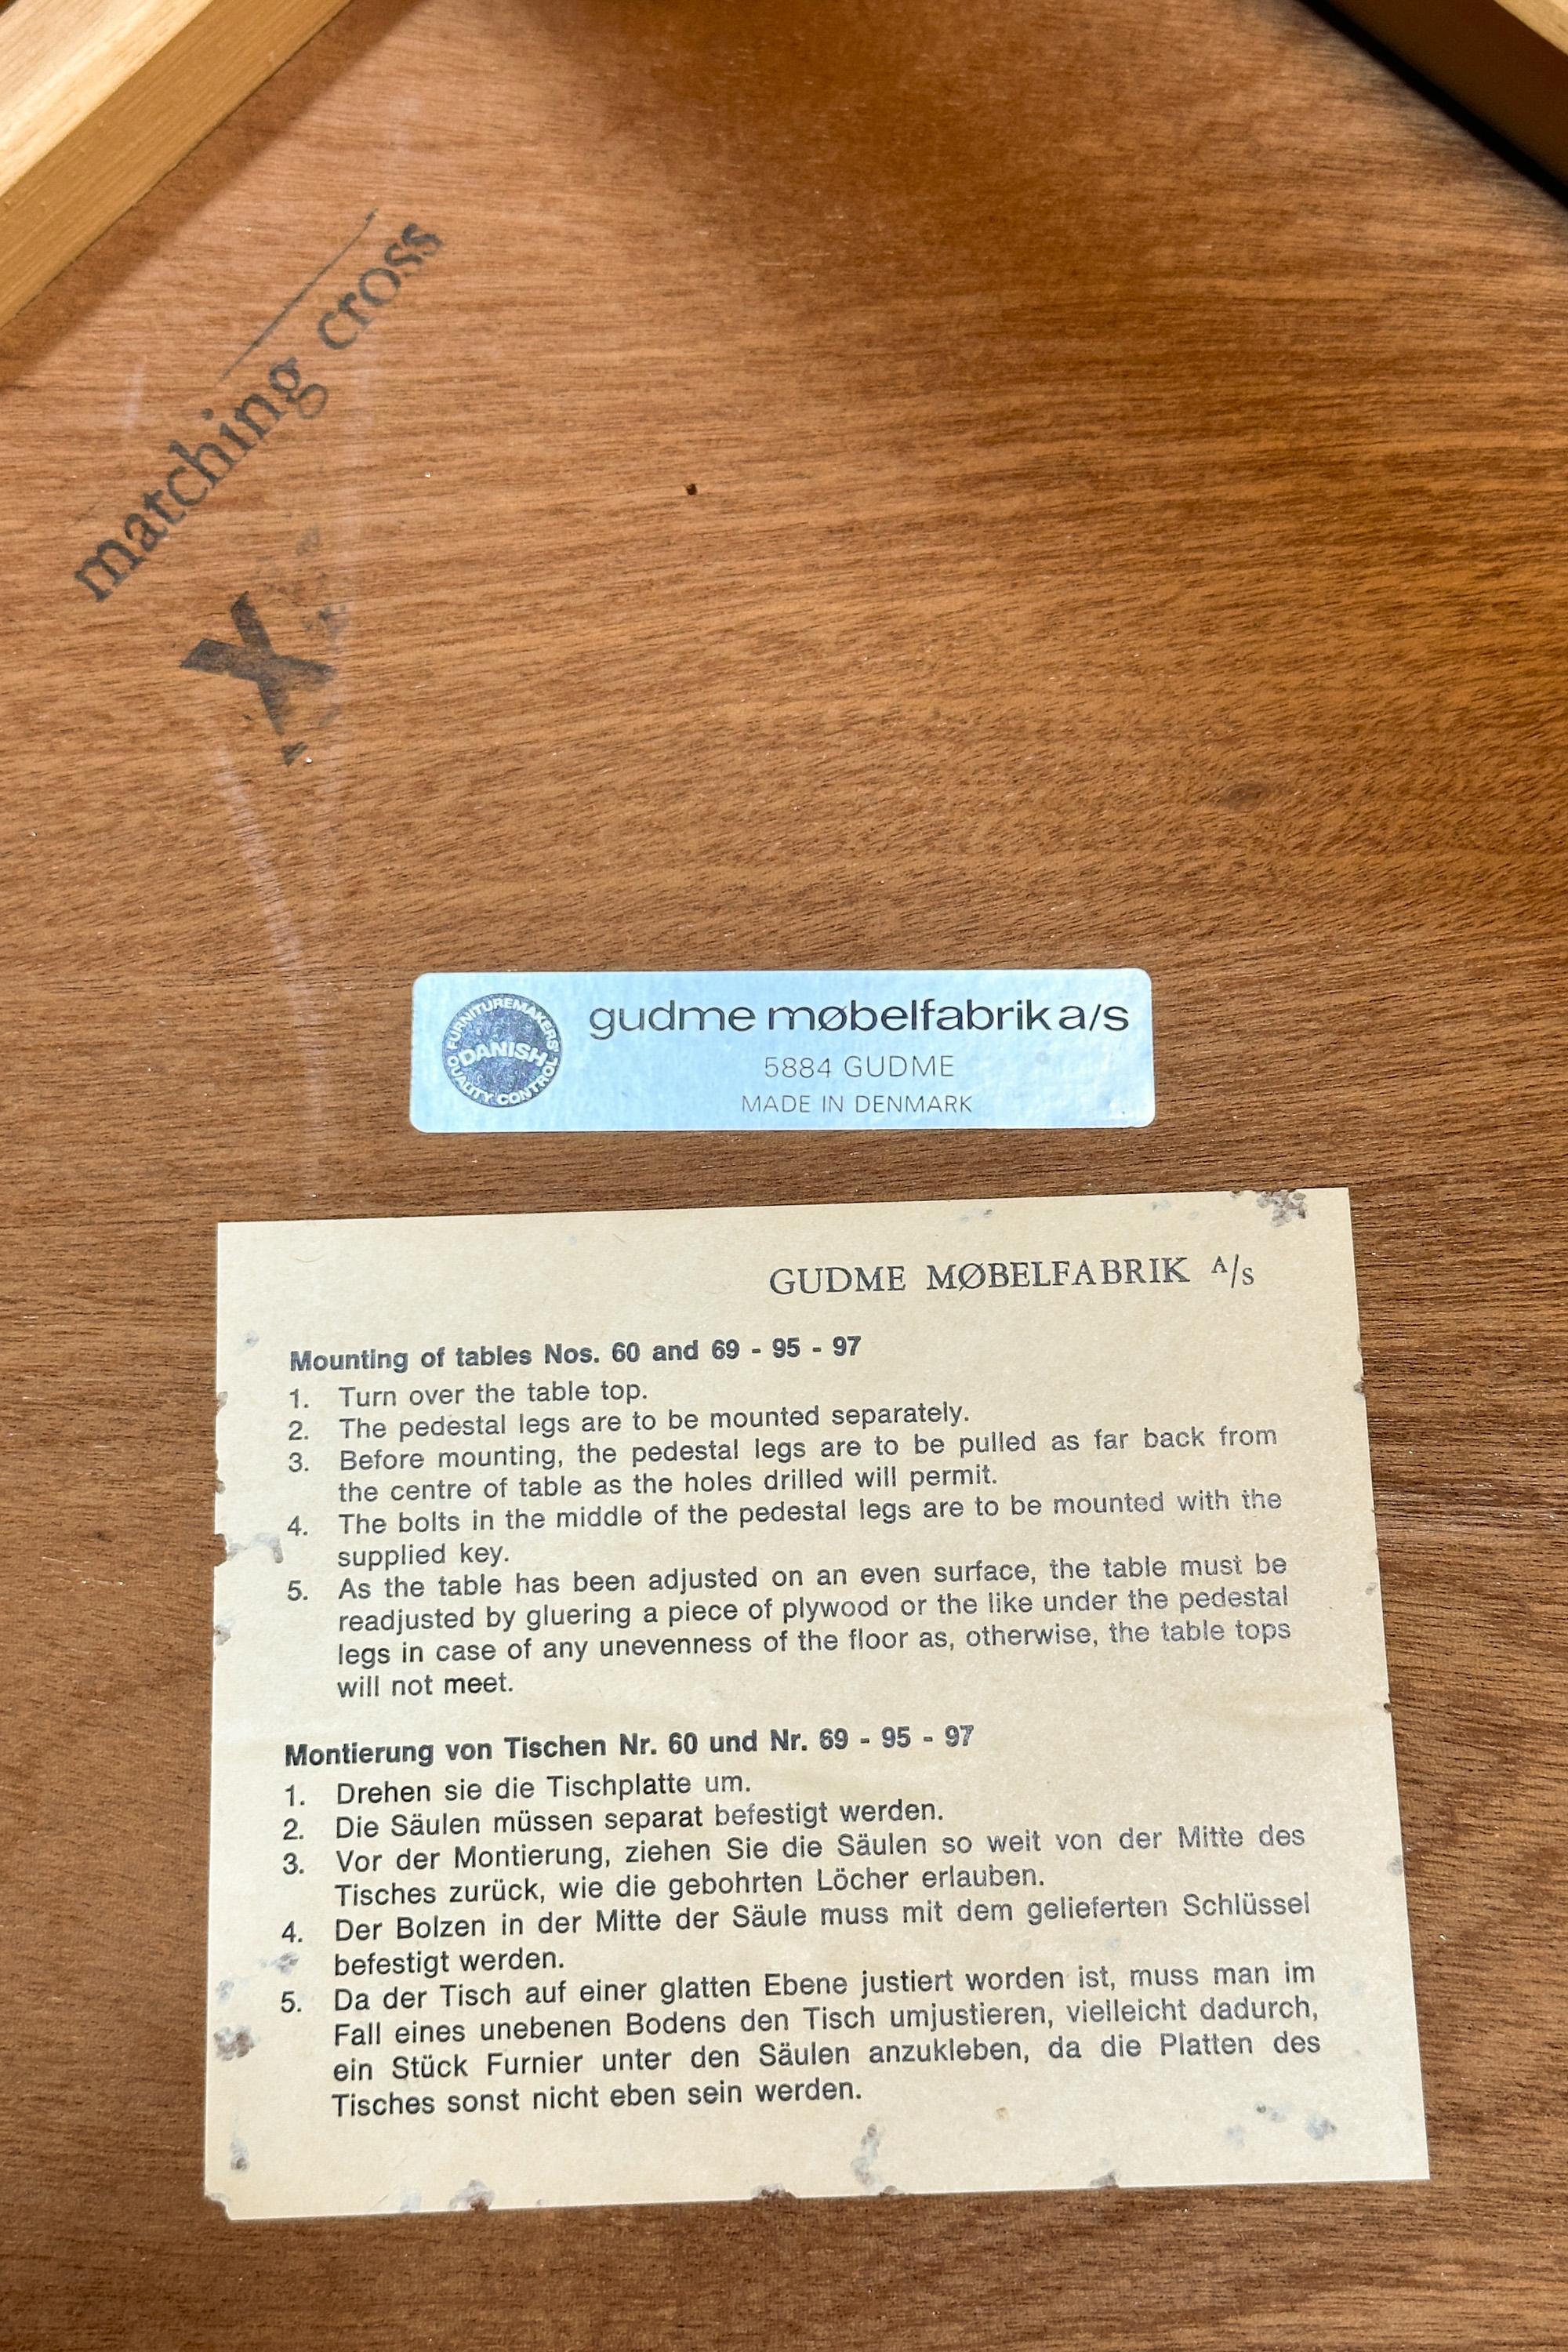 matching cross
X
FURNITUREMAKERS'
DANISH
QUALITY CONTROL
gudme møbelfabrik a/s
5884 GUDME
MADE IN DENMARK
GUDME MØBELFABRIK A/S
Mounting of tables Nos. 60 and 69 - 95 - 97
1. Turn over the table top.
2. The pedestal legs are to be mounted separately.
3. Before mounting, the pedestal legs are to be pulled as far back from
the centre of table as the holes drilled will permit.
4. The bolts in the middle of the pedestal legs are to be mounted with the
supplied key.
5. As the table has been adjusted on an even surface, the table must be
readjusted by gluering a piece of plywood or the like under the pedestal
legs in case of any unevenness of the floor as, otherwise, the table tops
will not meet.
Montierung von Tischen Nr. 60 und Nr. 69 - 95 - 97
1. Drehen sie die Tischplatte um.
2. Die Säulen müssen separat befestigt werden.
3. Vor der Montierung, ziehen Sie die Säulen so weit von der Mitte des
Tisches zurück, wie die gebohrten Löcher erlauben.
4. Der Bolzen in der Mitte der Säule muss mit dem gelieferten Schlüssel
befestigt werden.
5. Da der Tisch auf einer glatten Ebene justiert worden ist, muss man im
Fall eines unebenen Bodens den Tisch umjustieren, vielleicht dadurch,
ein Stück Furnier unter den Säulen anzukleben, da die Platten des
Tisches sonst nicht eben sein werden.